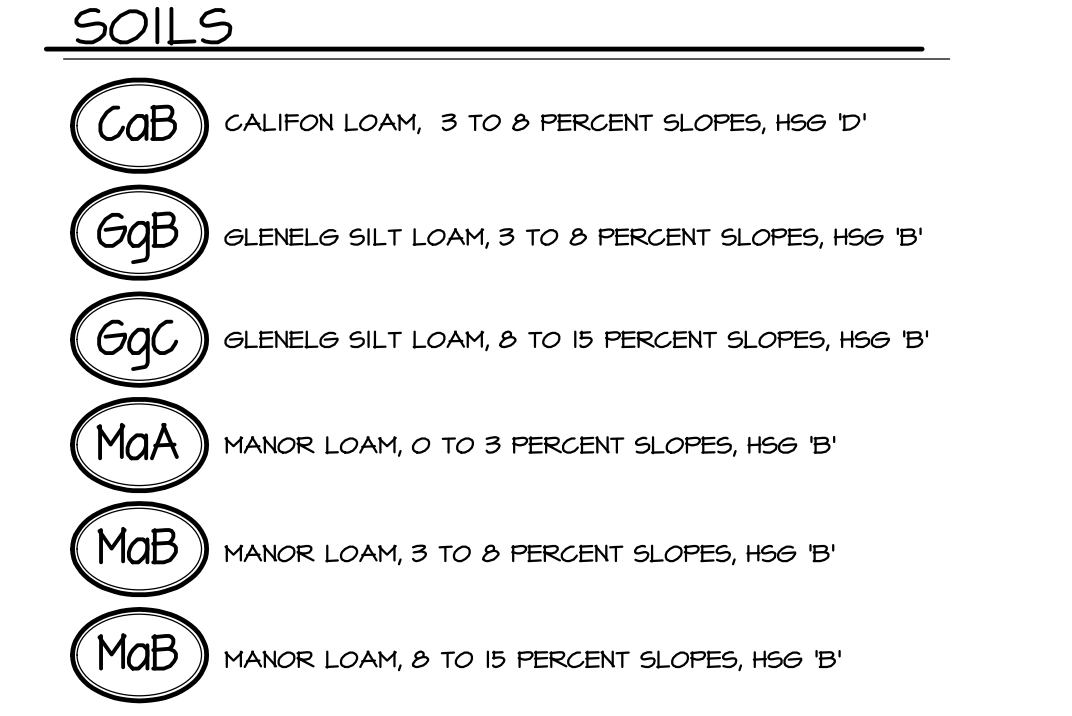 SOILS
CaB CALIFON LOAM, 3 TO 8 PERCENT SLOPES, HSG 'D'
GgB GLENELG SILT LOAM, 3 TO 8 PERCENT SLOPES, HSG 'B'
GgC GLENELG SILT LOAM, 8 TO 15 PERCENT SLOPES, HSG 'B'
MaA MANOR LOAM, 0 TO 3 PERCENT SLOPES, HSG 'B'
MaB MANOR LOAM, 3 TO 8 PERCENT SLOPES, HSG 'B'
MaB MANOR LOAM, 8 TO 15 PERCENT SLOPES, HSG 'B'